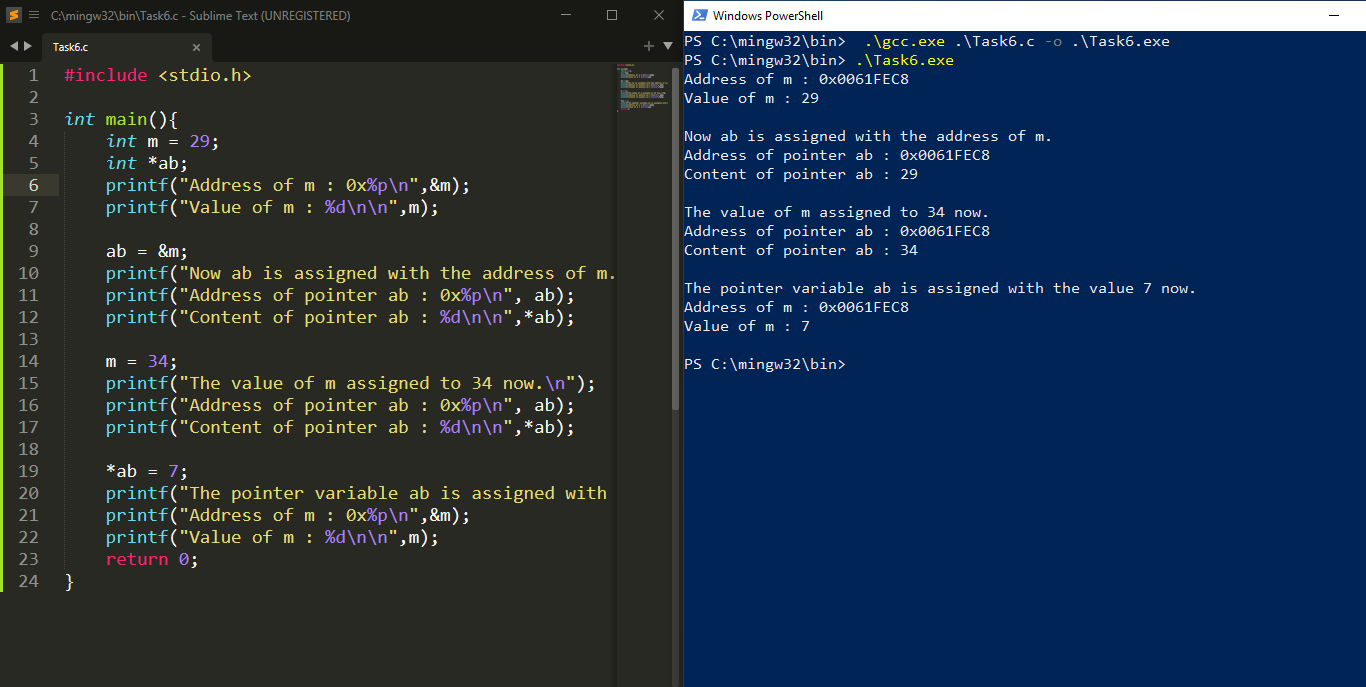 C:\mingw32\bin\Task6.c - Sublime Text (UNREGISTERED)
Task6.c
1 #include <stdio.h>
2
3 int main(){
4     int m = 29;
5     int *ab;
6     printf("Address of m : 0x%p\n",&m);
7     printf("Value of m : %d\n\n",m);
8
9     ab = &m;
10     printf("Now ab is assigned with the address of m.
11     printf("Address of pointer ab : 0x%p\n", ab);
12     printf("Content of pointer ab : %d\n\n",*ab);
13
14     m = 34;
15     printf("The value of m assigned to 34 now.\n");
16     printf("Address of pointer ab : 0x%p\n", ab);
17     printf("Content of pointer ab : %d\n\n",*ab);
18
19     *ab = 7;
20     printf("The pointer variable ab is assigned with
21     printf("Address of m : 0x%p\n",&m);
22     printf("Value of m : %d\n\n",m);
23     return 0;
24 }
Windows PowerShell
PS C:\mingw32\bin>  .\gcc.exe .\Task6.c -o .\Task6.exe
PS C:\mingw32\bin> .\Task6.exe
Address of m : 0x0061FEC8
Value of m : 29

Now ab is assigned with the address of m.
Address of pointer ab : 0x0061FEC8
Content of pointer ab : 29

The value of m assigned to 34 now.
Address of pointer ab : 0x0061FEC8
Content of pointer ab : 34

The pointer variable ab is assigned with the value 7 now.
Address of m : 0x0061FEC8
Value of m : 7

PS C:\mingw32\bin>